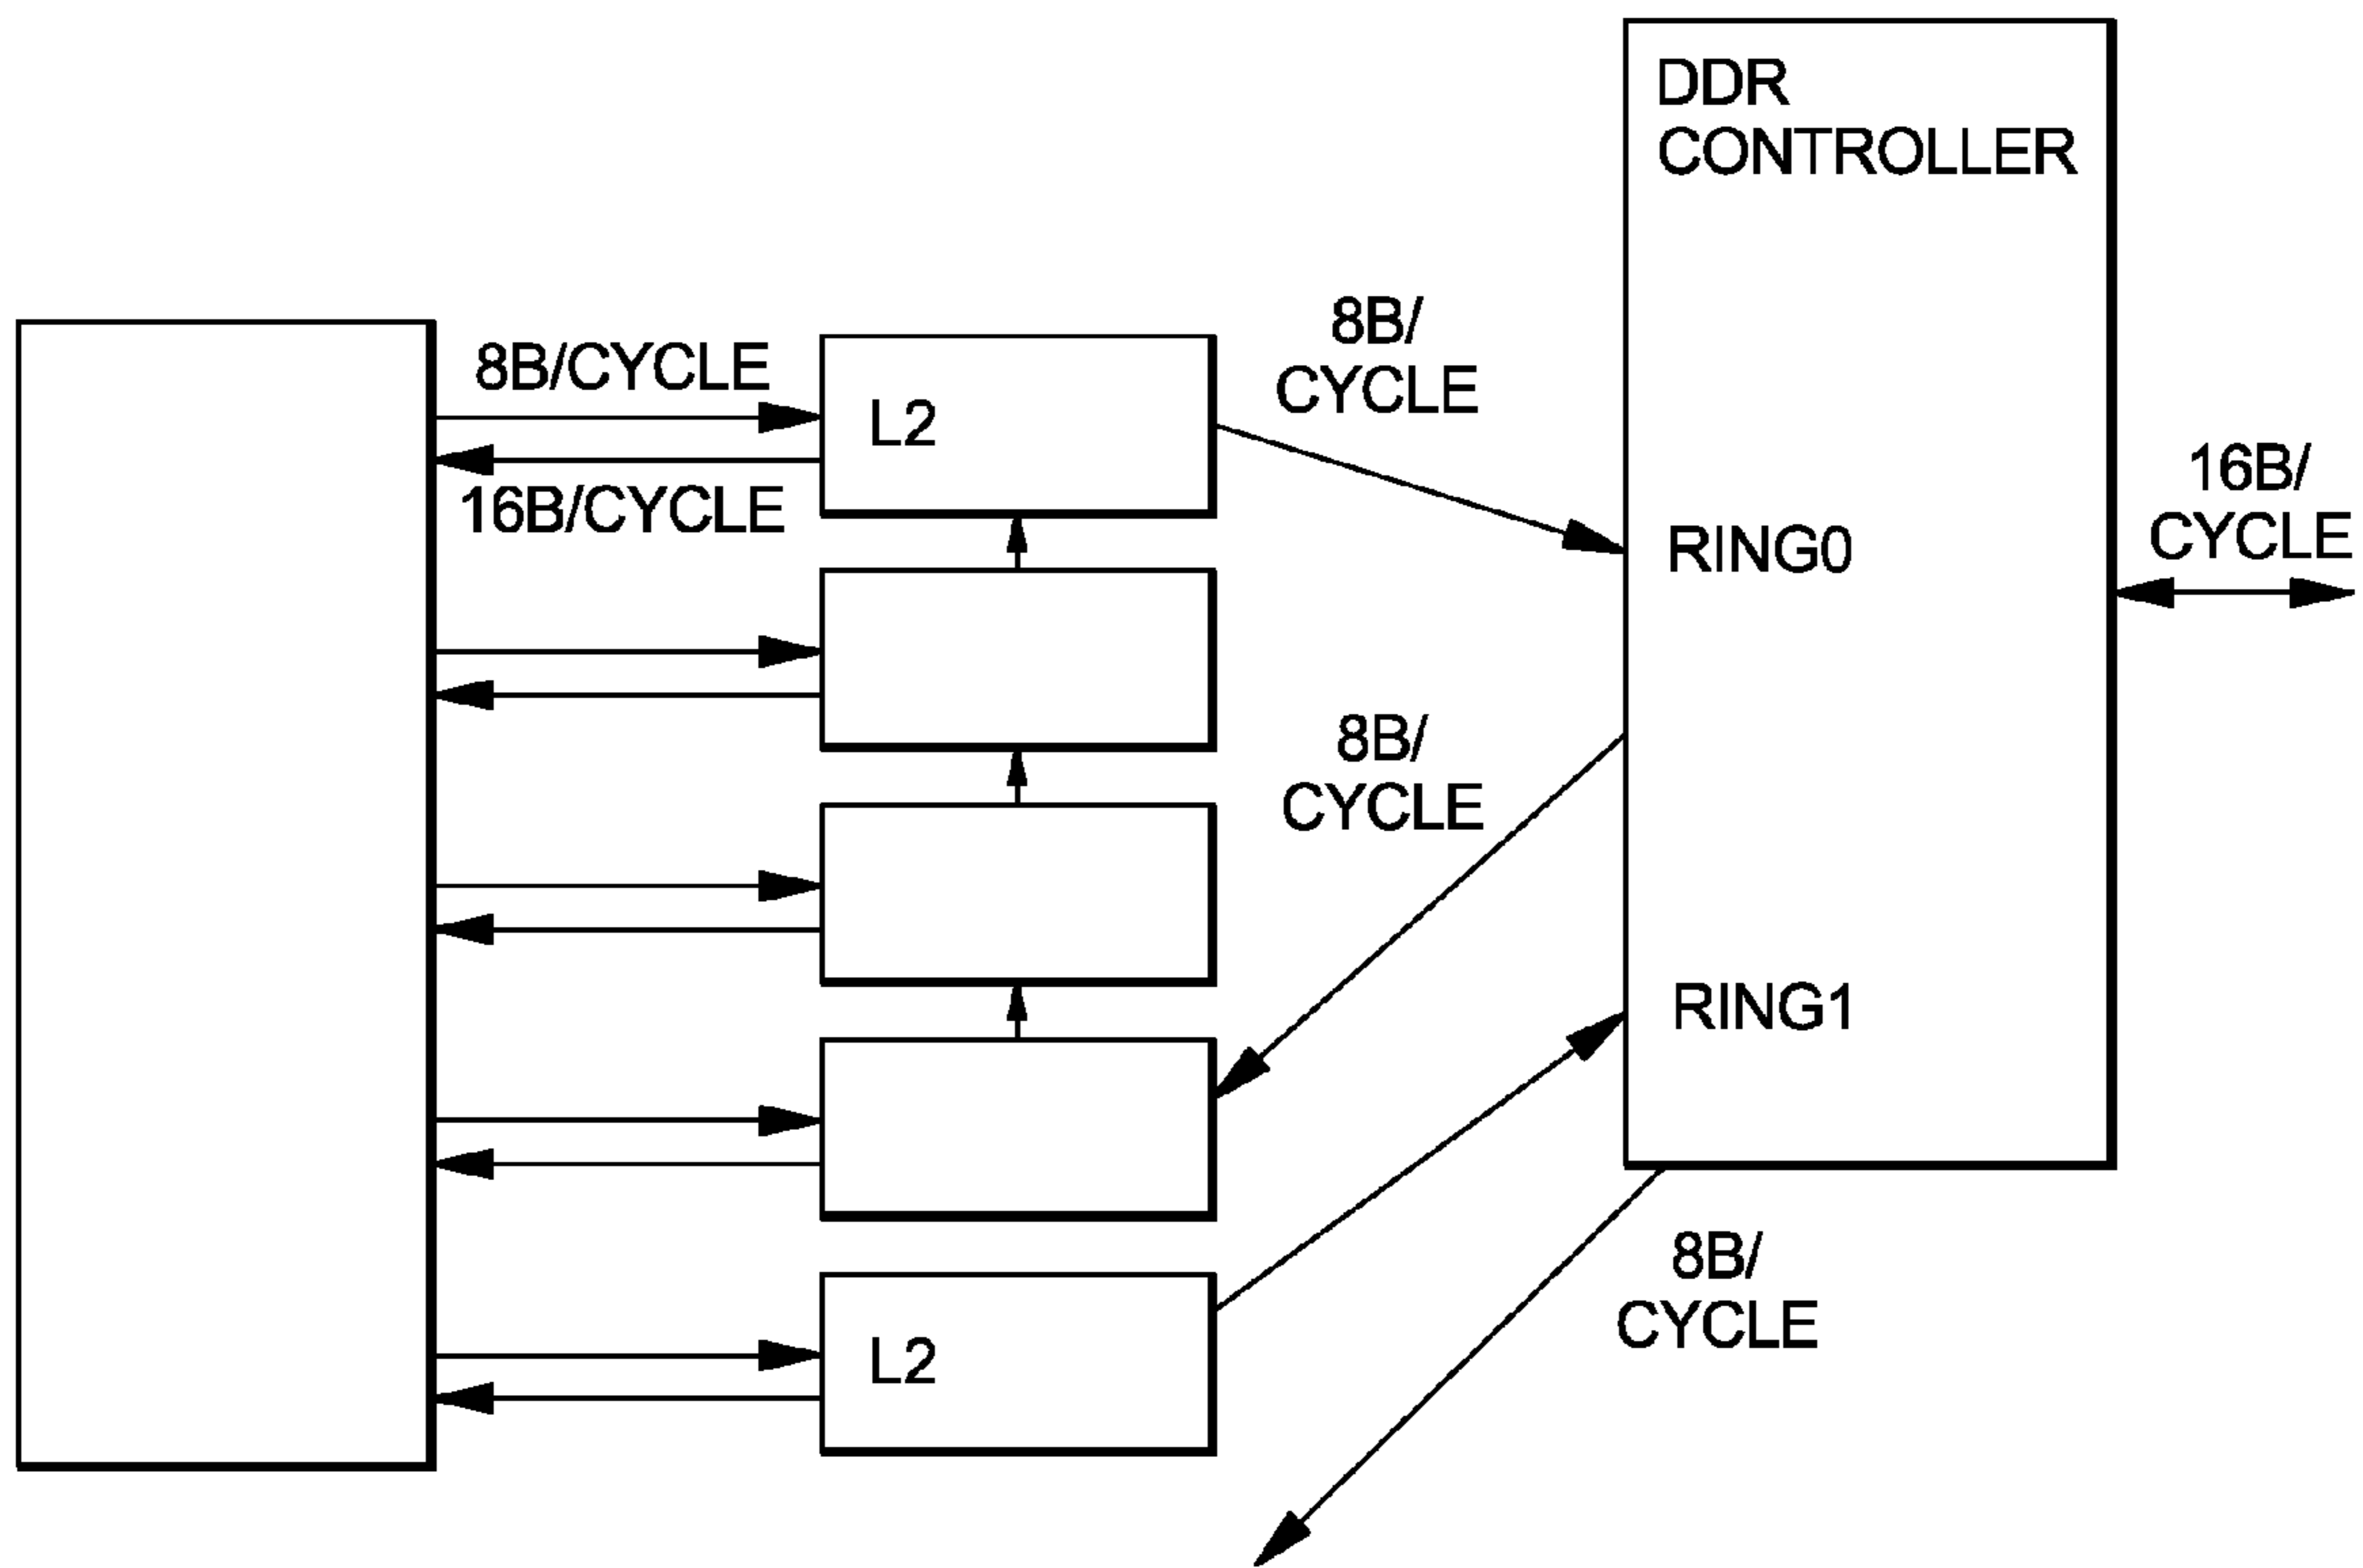 DDR
CONTROLLER
8B/CYCLE
L2
16B/CYCLE
8B/
CYCLE
RING0
16B/
CYCLE
8B/
CYCLE
RING1
L2
8B/
CYCLE